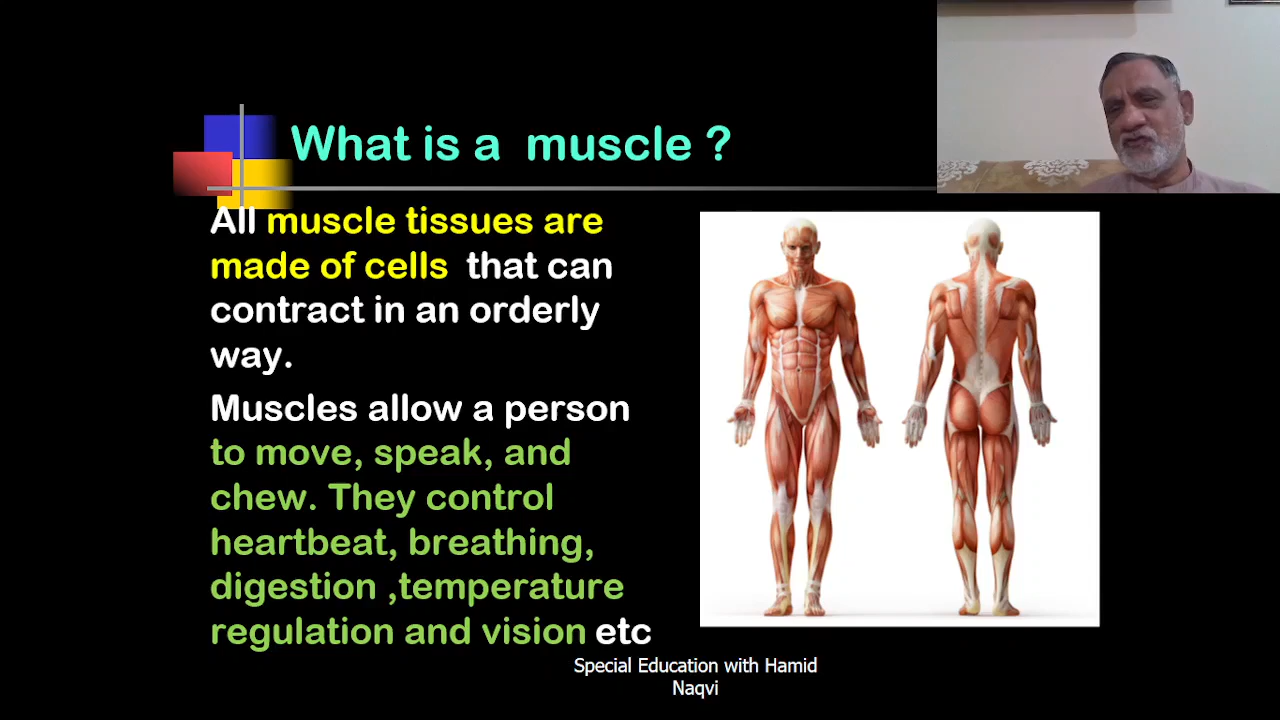 What is a muscle ?
All muscle tissues are
made of cells that can
contract in an orderly
way.
Muscles allow a person
to move, speak, and
chew. They control
heartbeat, breathing,
digestion ,temperature
regulation and vision etc
Special Education with Hamid
Naqvi